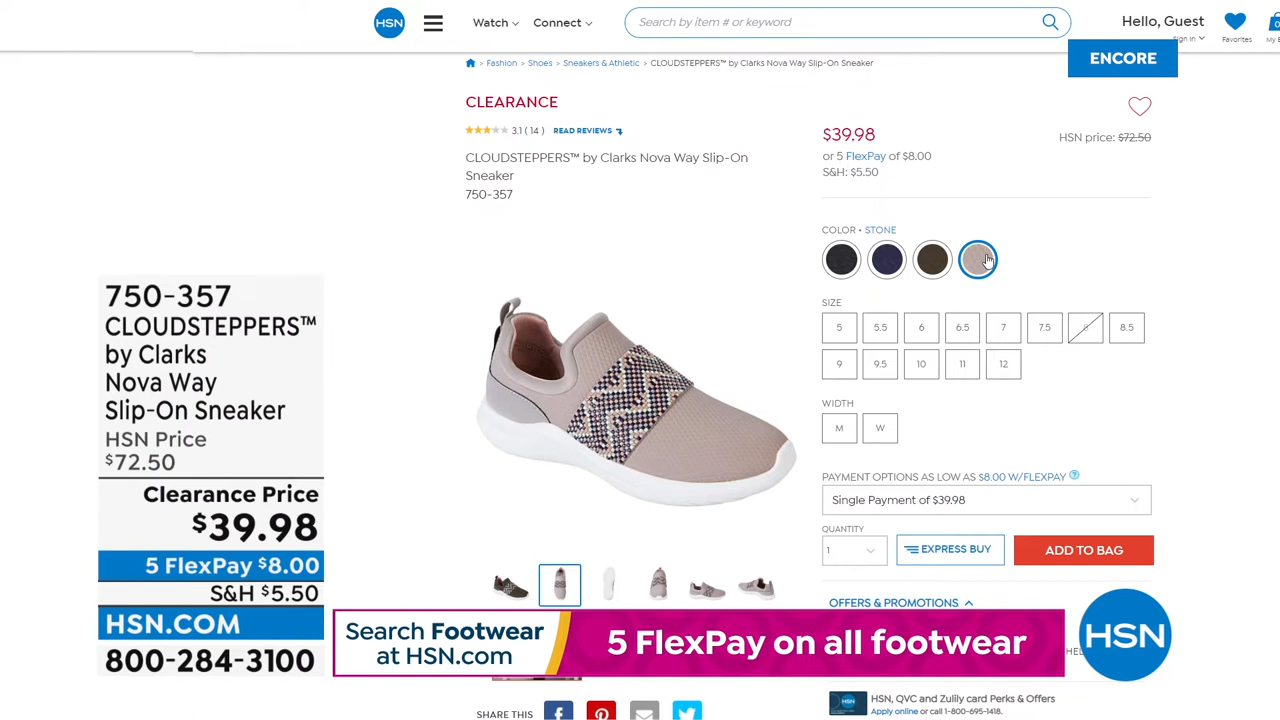 HSN
Watch
Connect
Search by item # or keyword
Hello, Guest
Sign In
Favorites
0
ENCORE
Fashion > Shoes > Sneakers & Athletic > CLOUDSTEPPERS™ by Clarks Nova Way Slip-On Sneaker
CLEARANCE
3.1 ( 14 ) READ REVIEWS
CLOUDSTEPPERS™ by Clarks Nova Way Slip-On
Sneaker
750-357
$39.98
HSN price: $72.50
or 5 FlexPay of $8.00
S&H: $5.50
COLOR • STONE
SIZE
5 5.5 6 6.5 7 7.5 8 8.5
9 9.5 10 11 12
WIDTH
M W
PAYMENT OPTIONS AS LOW AS $8.00 W/FLEXPAY ?
Single Payment of $39.98
QUANTITY
1
EXPRESS BUY
ADD TO BAG
OFFERS & PROMOTIONS
HSN, QVC and Zulily card Perks & Offers
Apply online or call 1-800-695-1418.
SHARE THIS
750-357
CLOUDSTEPPERS™
by Clarks
Nova Way
Slip-On Sneaker
HSN Price
$72.50
Clearance Price
$39.98
5 FlexPay $8.00
S&H $5.50
HSN.COM
800-284-3100
Search Footwear
at HSN.com
5 FlexPay on all footwear
HSN